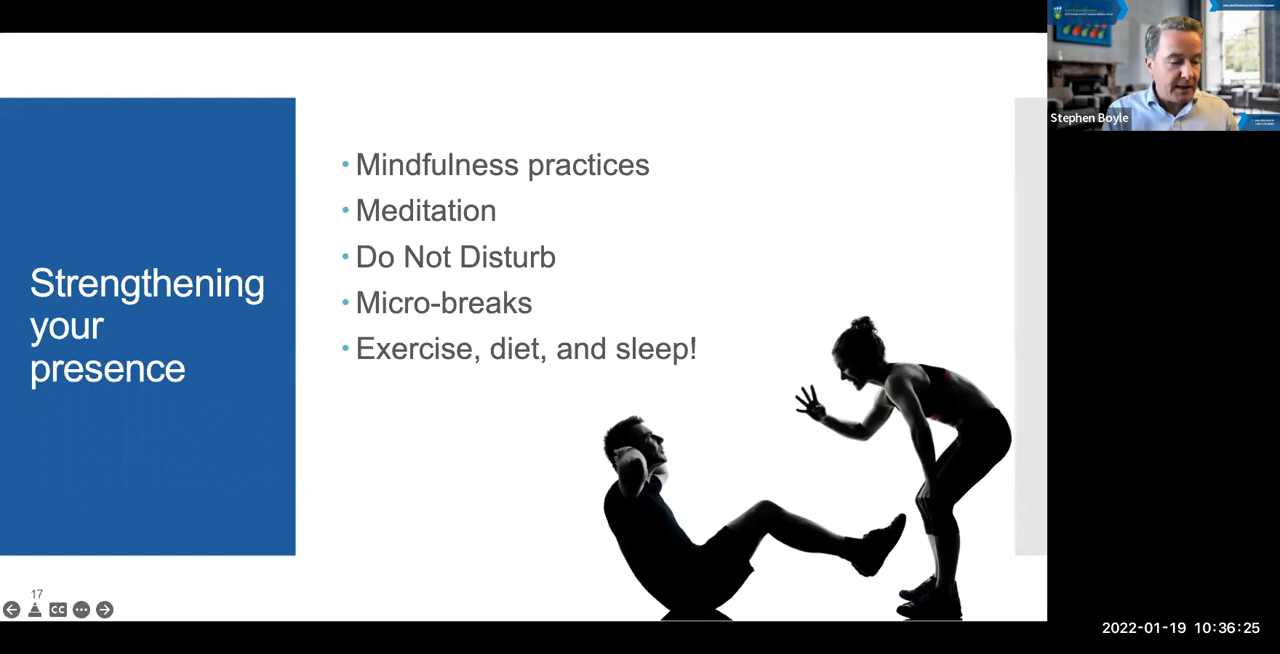 Strengthening
your
presence
• Mindfulness practices
• Meditation
• Do Not Disturb
• Micro-breaks
• Exercise, diet, and sleep!
17
CC
Stephen Boyle
2022-01-19 10:36:25